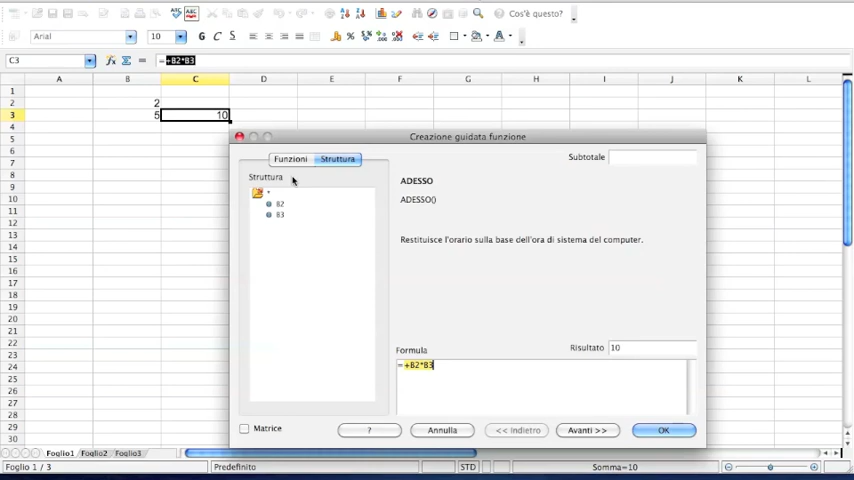 Cos'è questo?
Arial 10 G C S %
C3 = +B2*B3
A B C D E F G H I J K L
1
2 2
3 5 10
4
5
6
7
8
9
10
11
12
13
14
15
16
17
18
19
20
21
22
23
24
25
26
27
28
29
30
Creazione guidata funzione
Funzioni Struttura
Subtotale
Struttura
*
B2
B3
ADESSO
ADESSO()
Restituisce l'orario sulla base dell'ora di sistema del computer.
Formula Risultato 10
=+B2*B3
Matrice ? Annulla << Indietro Avanti >> OK
Foglio1 Foglio2 Foglio3
Foglio 1 / 3 Predefinito STD Somma=10